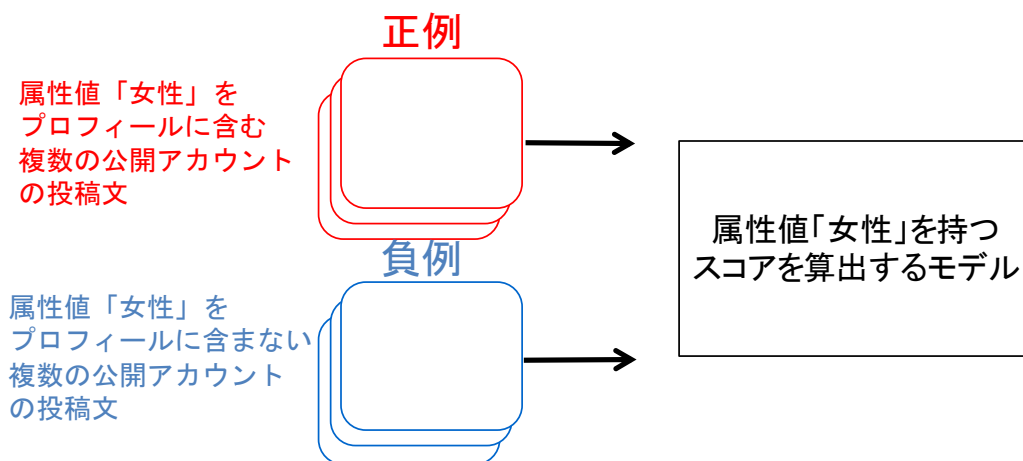 正例
属性値「女性」を
プロフィールに含む
複数の公開アカウント
の投稿文
負例
属性値「女性」を
プロフィールに含まない
複数の公開アカウント
の投稿文
属性値「女性」を持つ
スコアを算出するモデル